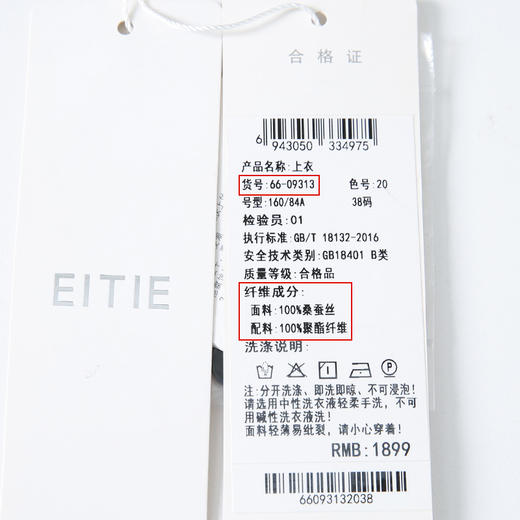 EITIE
合格证
6 943050 334975
产品名称:上衣
货号:66-09313 色号:20
号型:160/84A 38码
检验员:01
执行标准:GB/T 18132-2016
安全技术类别:GB18401 B类
质量等级:合格品
纤维成分:
面料:100%桑蚕丝
配料:100%聚酯纤维
洗涤说明:
注:分开洗涤、即洗即晾、不可浸泡!
请选用中性洗衣液轻柔手洗,不可
用碱性洗衣液洗!
面料轻薄易纰裂,请小心穿着!
RMB:1899
66093132038